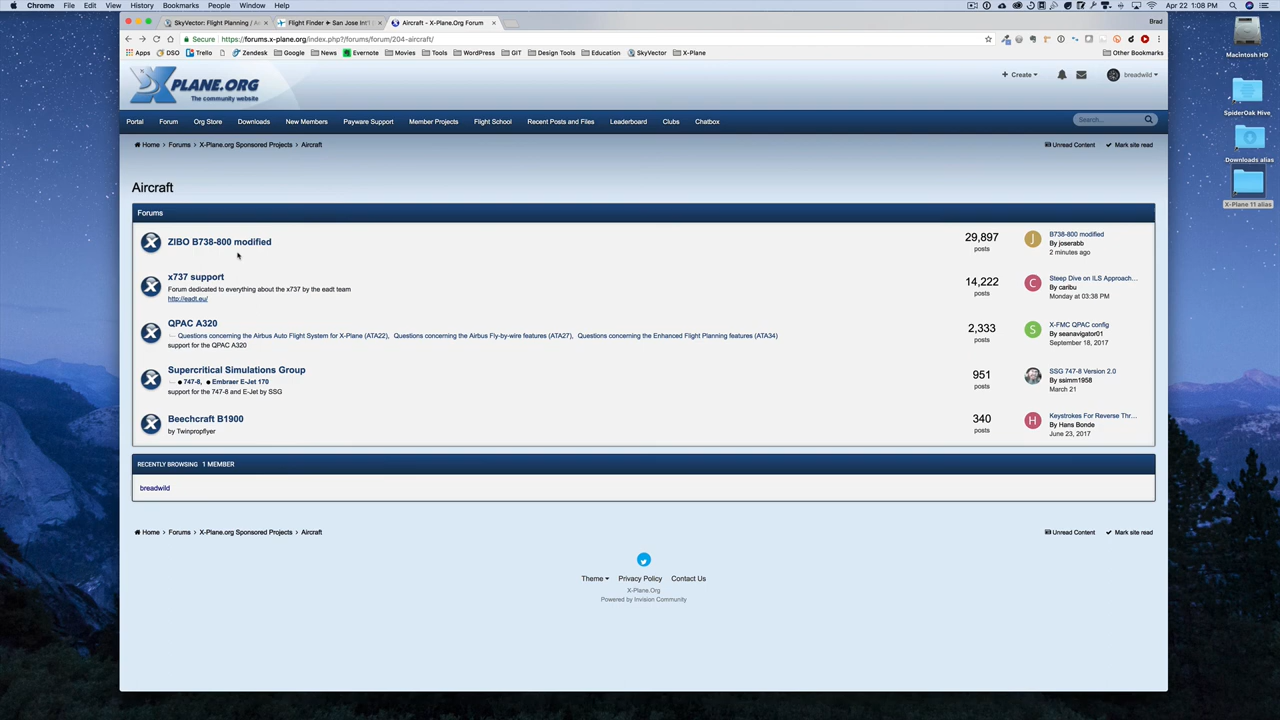 Chrome File Edit View History Bookmarks People Window Help Apr 22 1:08 PM
SkyVector: Flight Planning / Flight Finder ✈ San Jose Int'l Aircraft - X-Plane.Org Forum Brad
Secure https://forums.x-plane.org/index.php?/forums/forum/204-aircraft/
Apps DSO Trello Zendesk Google News Evernote Movies Tools WordPress GIT Design Tools Education SkyVector X-Plane Other Bookmarks
Macintosh HD
SpiderOak Hive
Downloads alias
X-Plane 11 alias
X PLANE.ORG
The community website
+ Create breadwild
Portal Forum Org Store Downloads New Members Payware Support Member Projects Flight School Recent Posts and Files Leaderboard Clubs Chatbox Search...
Home > Forums > X-Plane.org Sponsored Projects > Aircraft Unread Content Mark site read
Aircraft
Forums
ZIBO B738-800 modified
29,897
posts
B738-800 modified
By joserabb
2 minutes ago
x737 support
Forum dedicated to everything about the x737 by the eadt team
http://eadt.eu/
14,222
posts
Steep Dive on ILS Approach...
By caribu
Monday at 03:38 PM
QPAC A320
Questions concerning the Airbus Auto Flight System for X-Plane (ATA22), Questions concerning the Airbus Fly-by-wire features (ATA27), Questions concerning the Enhanced Flight Planning features (ATA34)
support for the QPAC A320
2,333
posts
X-FMC QPAC config
By seanavigator01
September 18, 2017
Supercritical Simulations Group
● 747-8, ● Embraer E-Jet 170
support for the 747-8 and E-Jet by SSG
951
posts
SSG 747-8 Version 2.0
By ssimm1958
March 21
Beechcraft B1900
by Twinpropflyer
340
posts
Keystrokes For Reverse Thr...
By Hans Bonde
June 23, 2017
RECENTLY BROWSING 1 MEMBER
breadwild
Home > Forums > X-Plane.org Sponsored Projects > Aircraft Unread Content Mark site read
Theme Privacy Policy Contact Us
X-Plane.Org
Powered by Invision Community